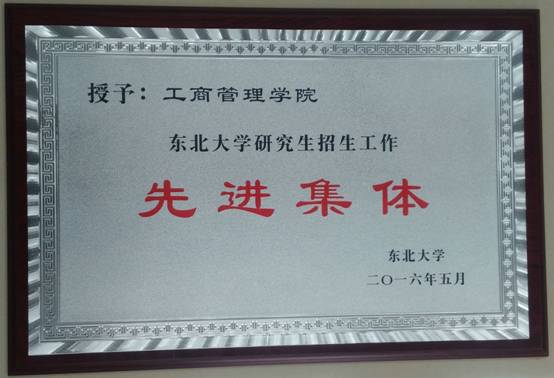 授予：工商管理学院
东北大学研究生招生工作
先进集体
东北大学
二〇一六年五月